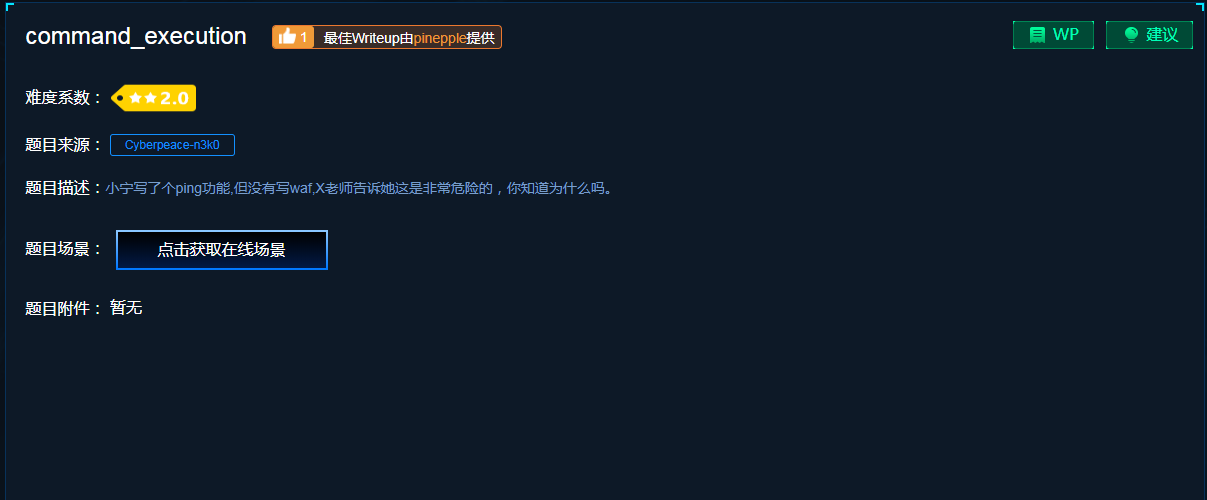 command_execution 1 最佳Writeup由pinepple提供 WP 建议
难度系数： 2.0
题目来源： Cyberpeace-n3k0
题目描述：小宁写了个ping功能,但没有写waf,X老师告诉她这是非常危险的，你知道为什么吗。
题目场景： 点击获取在线场景
题目附件： 暂无